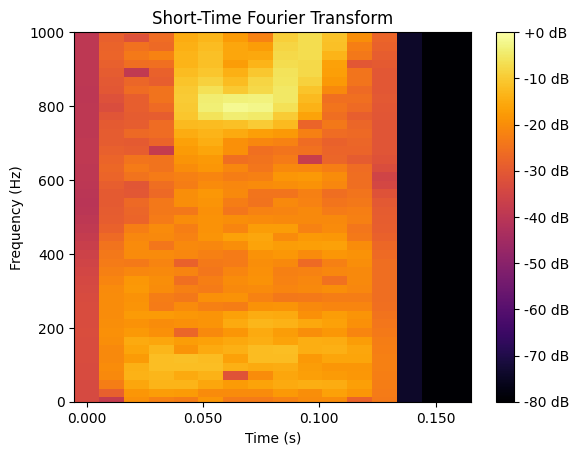 Short-Time Fourier Transform
1000
800
600
400
200
0
Frequency (Hz)
0.000
0.050
0.100
0.150
Time (s)
+0 dB
-10 dB
-20 dB
-30 dB
-40 dB
-50 dB
-60 dB
-70 dB
-80 dB